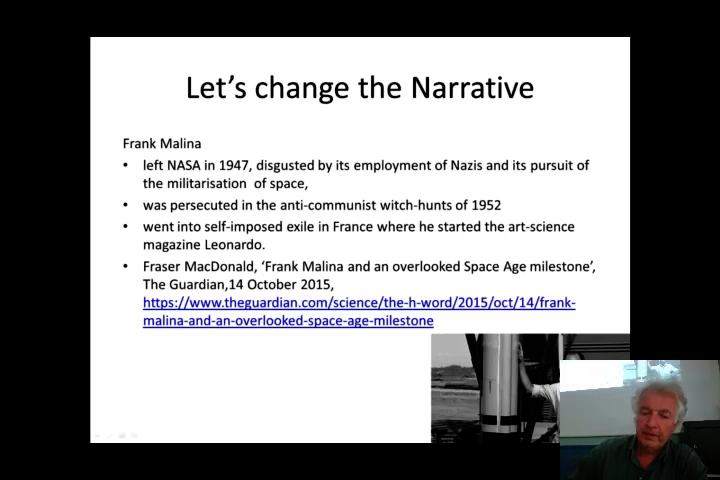 Let's change the Narrative
Frank Malina
• left NASA in 1947, disgusted by its employment of Nazis and its pursuit of
the militarisation of space,
• was persecuted in the anti-communist witch-hunts of 1952
• went into self-imposed exile in France where he started the art-science
magazine Leonardo.
• Fraser MacDonald, ‘Frank Malina and an overlooked Space Age milestone’,
The Guardian,14 October 2015,
https://www.theguardian.com/science/the-h-word/2015/oct/14/frank-
malina-and-an-overlooked-space-age-milestone